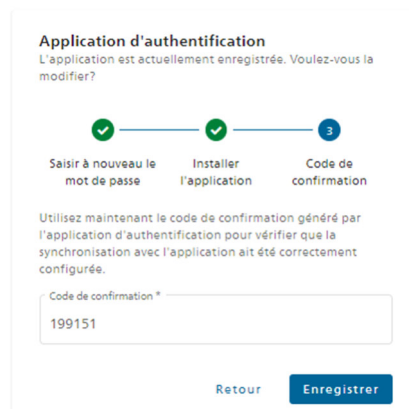 Application d'authentification
L'application est actuellement enregistrée. Voulez-vous la
modifier?
3
Saisir à nouveau le
mot de passe
Installer
l'application
Code de
confirmation
Utilisez maintenant le code de confirmation généré par
l'application d'authentification pour vérifier que la
synchronisation avec l'application ait été correctement
configurée.
Code de confirmation *
199151
Retour
Enregistrer